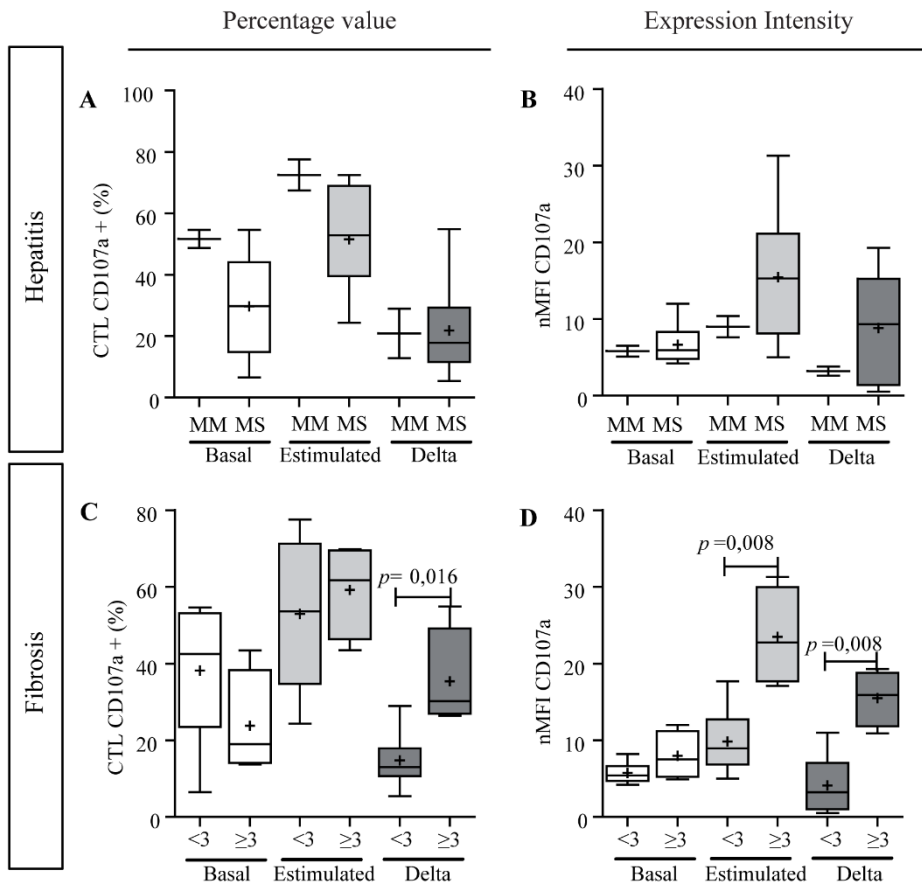 Percentage value
Expression Intensity
Hepatitis
A
CTL CD107a + (%)
100
80
60
40
20
0
MM MS MM MS MM MS
Basal Estimulated Delta
B
nMFI CD107a
40
30
20
10
0
MM MS MM MS MM MS
Basal Estimulated Delta
Fibrosis
C
CTL CD107a + (%)
80
60
40
20
0
p= 0,016
<3 ≥3 <3 ≥3 <3 ≥3
Basal Estimulated Delta
D
nMFI CD107a
40
30
20
10
0
p =0,008
p =0,008
<3 ≥3 <3 ≥3 <3 ≥3
Basal Estimulated Delta